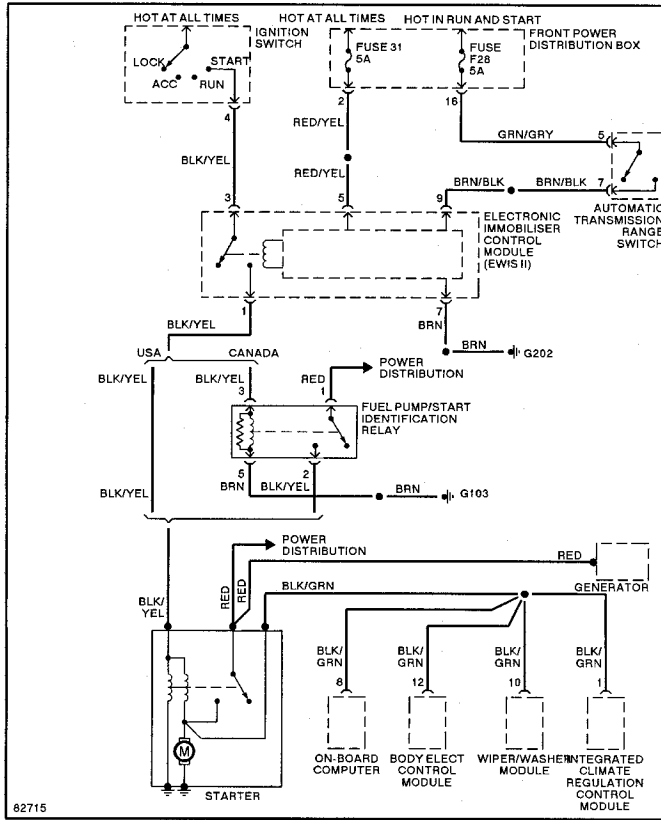 HOT AT ALL TIMES
IGNITION
SWITCH
LOCK
START
ACC
RUN
4
HOT AT ALL TIMES
HOT IN RUN AND START
FUSE 31
5A
FUSE
F28
5A
FRONT POWER
DISTRIBUTION BOX
2
16
RED/YEL
GRN/GRY
5
BLK/YEL
RED/YEL
BRN/BLK
BRN/BLK
7
AUTOMATIC
TRANSMISSION
RANGE
SWITCH
3
5
9
ELECTRONIC
IMMOBILISER
CONTROL
MODULE
(EWIS II)
1
7
BLK/YEL
BRN
BRN
G202
USA
CANADA
BLK/YEL
BLK/YEL
RED
POWER
DISTRIBUTION
3
1
FUEL PUMP/START
IDENTIFICATION
RELAY
5
2
BRN
BLK/YEL
BLK/YEL
BRN
G103
POWER
DISTRIBUTION
RED
GENERATOR
BLK/GRN
BLK/
YEL
RED
RED
BLK/
GRN
BLK/
GRN
BLK/
GRN
BLK/
GRN
8
12
10
1
M
STARTER
ON-BOARD
COMPUTER
BODY ELECT
CONTROL
MODULE
WIPER/WASHER
MODULE
INTEGRATED
CLIMATE
REGULATION
CONTROL
MODULE
82715